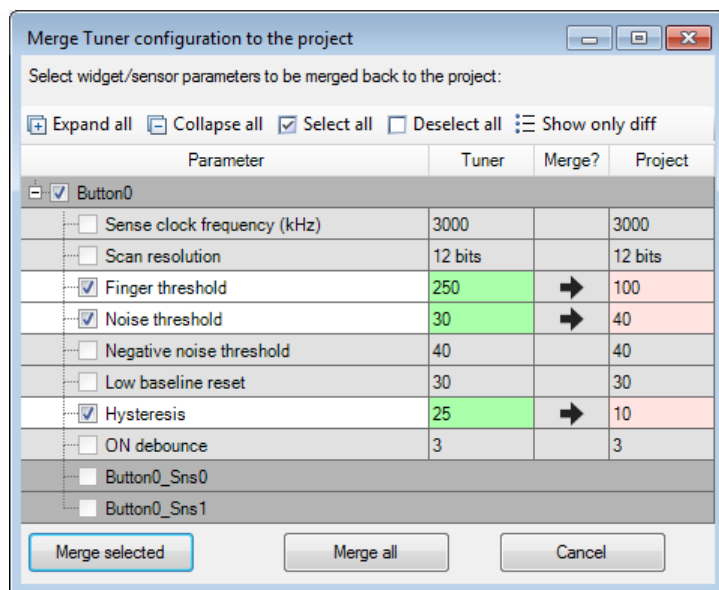 Merge Tuner configuration to the project
Select widget/sensor parameters to be merged back to the project:
Expand all Collapse all Select all Deselect all Show only diff
Parameter Tuner Merge? Project
Button0
Sense clock frequency (kHz) 3000 3000
Scan resolution 12 bits 12 bits
Finger threshold 250 100
Noise threshold 30 40
Negative noise threshold 40 40
Low baseline reset 30 30
Hysteresis 25 10
ON debounce 3 3
Button0_Sns0
Button0_Sns1
Merge selected Merge all Cancel